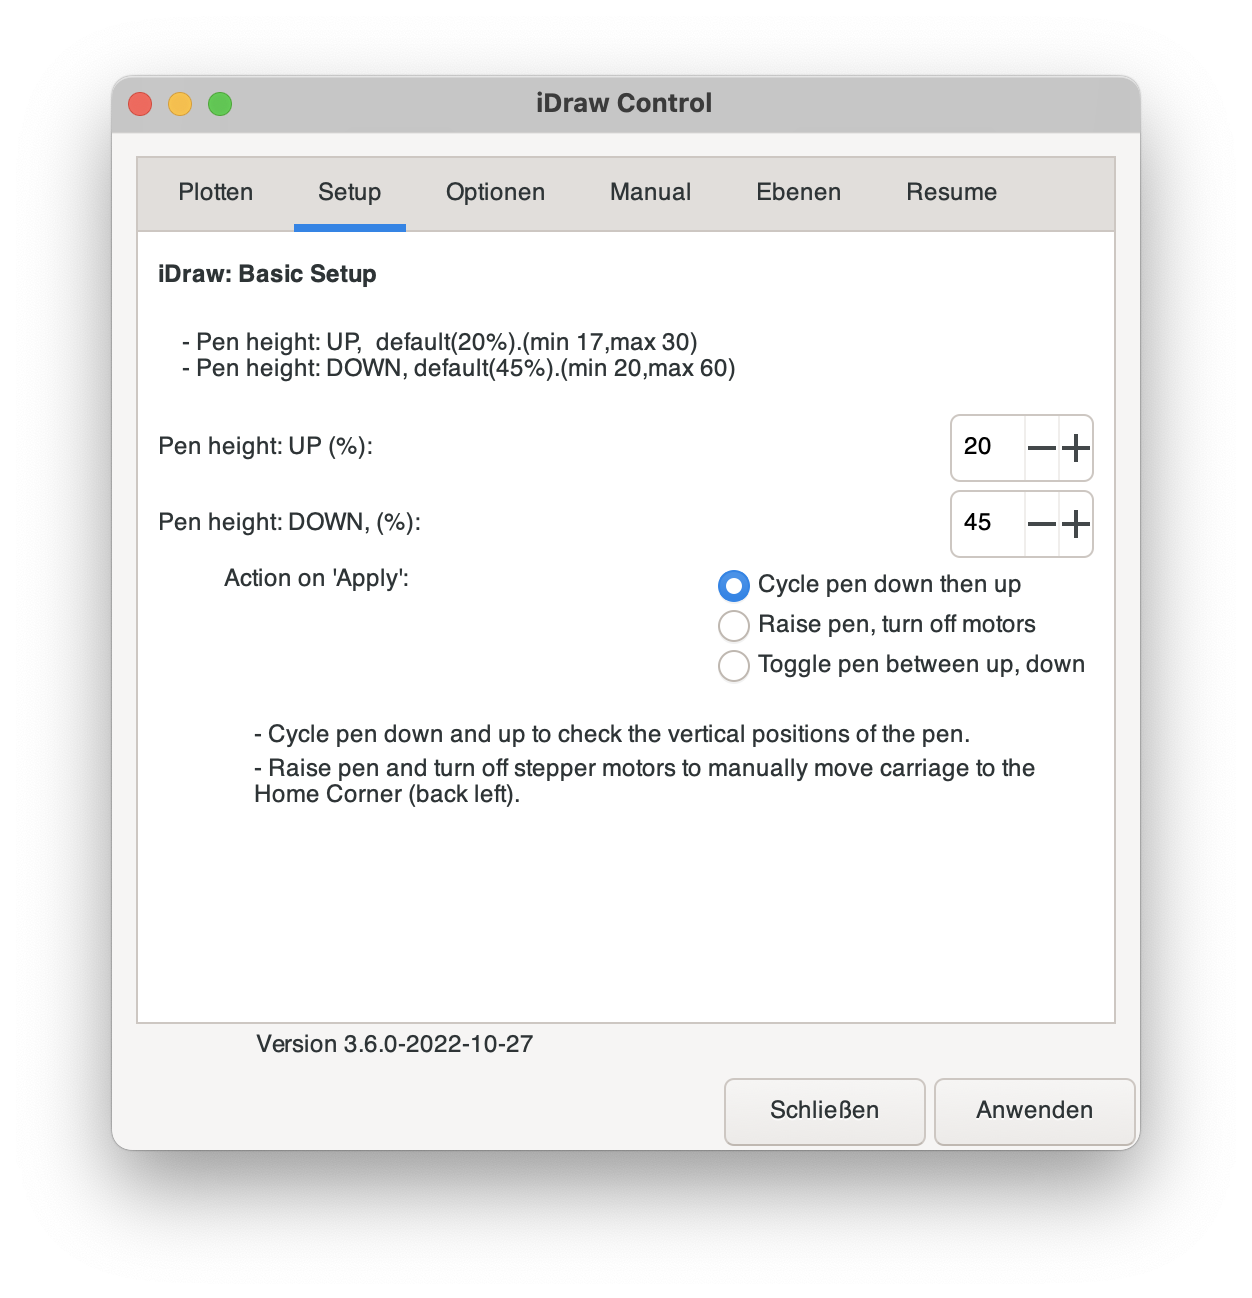 iDraw Control
Plotten Setup Optionen Manual Ebenen Resume
iDraw: Basic Setup
- Pen height: UP,  default(20%).(min 17,max 30)
- Pen height: DOWN, default(45%).(min 20,max 60)
Pen height: UP (%): 20
Pen height: DOWN, (%): 45
Action on 'Apply': Cycle pen down then up
Raise pen, turn off motors
Toggle pen between up, down
- Cycle pen down and up to check the vertical positions of the pen.
- Raise pen and turn off stepper motors to manually move carriage to the
Home Corner (back left).
Version 3.6.0-2022-10-27
Schließen Anwenden